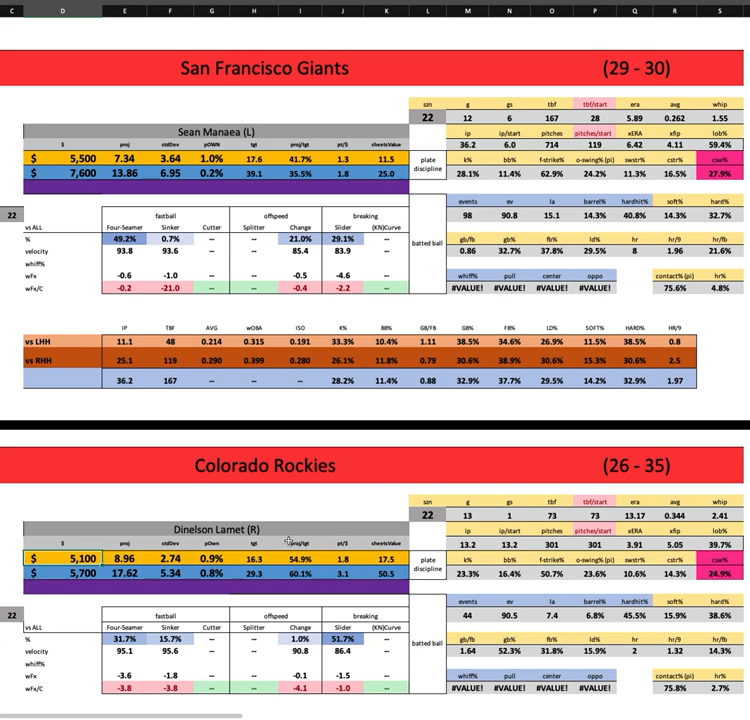 C D E F G H I J K L M N O P Q R S
San Francisco Giants (29 - 30)
szn g gs tbf tbf/start era avg whip
22 12 6 167 28 5.89 0.262 1.55
Sean Manaea (L) ip ip/start pitches pitches/start xERA xfip lob%
$ proj stdDev pOWN tgt proj/tgt pt/$ sheetsValue 36.2 6.0 714 119 6.42 4.11 59.4%
$ 5,500 7.34 3.64 1.0% 17.6 41.7% 1.3 11.5 plate discipline k% bb% f-strike% o-swing% (pi) swstr% cstr% csw%
$ 7,600 13.86 6.95 0.2% 39.1 35.5% 1.8 25.0 28.1% 11.4% 62.9% 24.2% 11.3% 16.5% 27.9%
events ev la barrel% hardhit% soft% hard%
22 fastball offspeed breaking 98 90.8 15.1 14.3% 40.8% 14.3% 32.7%
vs ALL Four-Seamer Sinker Cutter Splitter Change Slider (KN)Curve
% 49.2% 0.7% -- -- 21.0% 29.1% -- batted ball gb/fb gb% fb% ld% hr hr/9 hr/fb
velocity 93.8 93.6 -- -- 85.4 83.9 -- 0.86 32.7% 37.8% 29.5% 8 1.96 21.6%
whiff%
wFx -0.6 -1.0 -- -- -0.5 -4.6 -- whiff% pull center oppo contact% (pi) hr%
wFx/C -0.2 -21.0 -- -- -0.4 -2.2 -- #VALUE! #VALUE! #VALUE! #VALUE! 75.6% 4.8%
IP TBF AVG wOBA ISO K% BB% GB/FB GB% FB% LD% SOFT% HARD% HR/9
vs LHH 11.1 48 0.214 0.315 0.191 33.3% 10.4% 1.11 38.5% 34.6% 26.9% 11.5% 38.5% 0.8
vs RHH 25.1 119 0.290 0.399 0.280 26.1% 11.8% 0.79 30.6% 38.9% 30.6% 15.3% 30.6% 2.5
36.2 167 -- -- -- 28.2% 11.4% 0.88 32.9% 37.7% 29.5% 14.2% 32.9% 1.97
Colorado Rockies (26 - 35)
szn g gs tbf tbf/start era avg whip
22 13 1 73 73 13.17 0.344 2.41
Dinelson Lamet (R) ip ip/start pitches pitches/start xERA xfip lob%
$ proj stdDev pOwn tgt proj/tgt pt/$ sheetsValue 13.2 13.2 301 301 3.91 5.05 39.7%
$ 5,100 8.96 2.74 0.9% 16.3 54.9% 1.8 17.5 plate discipline k% bb% f-strike% o-swing% (pi) swstr% cstr% csw%
$ 5,700 17.62 5.34 0.8% 29.3 60.1% 3.1 50.5 23.3% 16.4% 50.7% 23.6% 10.6% 14.3% 24.9%
events ev la barrel% hardhit% soft% hard%
22 fastball offspeed breaking 44 90.5 7.4 6.8% 45.5% 15.9% 38.6%
vs ALL Four-Seamer Sinker Cutter Splitter Change Slider (KN)Curve
% 31.7% 15.7% -- -- 1.0% 51.7% -- batted ball gb/fb gb% fb% ld% hr hr/9 hr/fb
velocity 95.1 95.6 -- -- 90.8 86.4 -- 1.64 52.3% 31.8% 15.9% 2 1.32 14.3%
whiff%
wFx -3.6 -1.8 -- -- -0.1 -1.5 -- whiff% pull center oppo contact% (pi) hr%
wFx/C -3.8 -3.8 -- -- -4.1 -1.0 -- #VALUE! #VALUE! #VALUE! #VALUE! 75.8% 2.7%